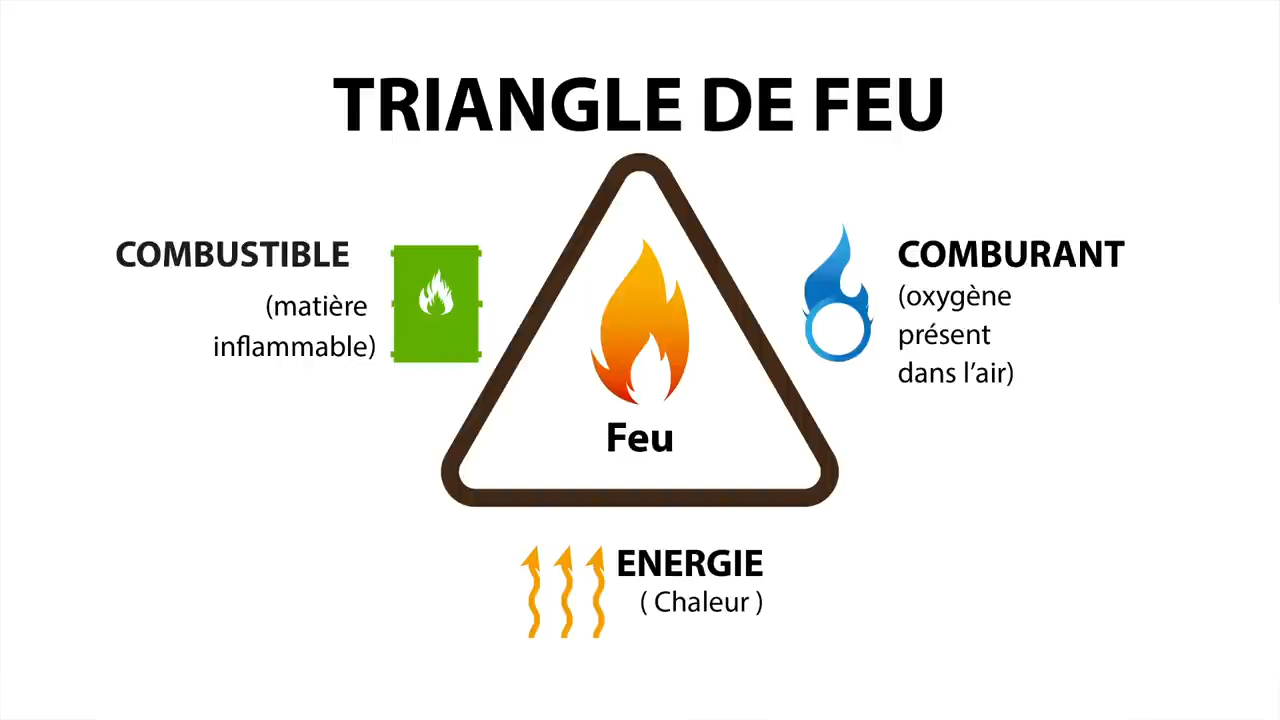 TRIANGLE DE FEU
COMBUSTIBLE
(matière
inflammable)
COMBURANT
(oxygène
présent
dans l'air)
Feu
ENERGIE
( Chaleur )